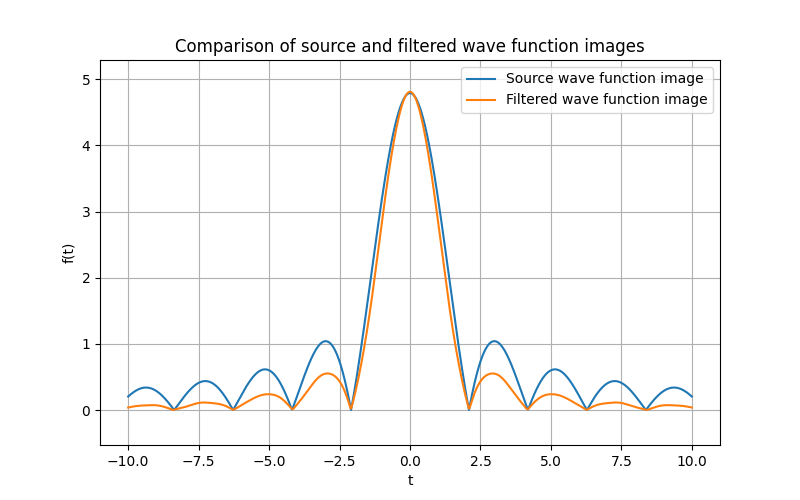 Comparison of source and filtered wave function images
Source wave function image
Filtered wave function image
f(t)
5
4
3
2
1
0
−10.0 −7.5 −5.0 −2.5 0.0 2.5 5.0 7.5 10.0
t